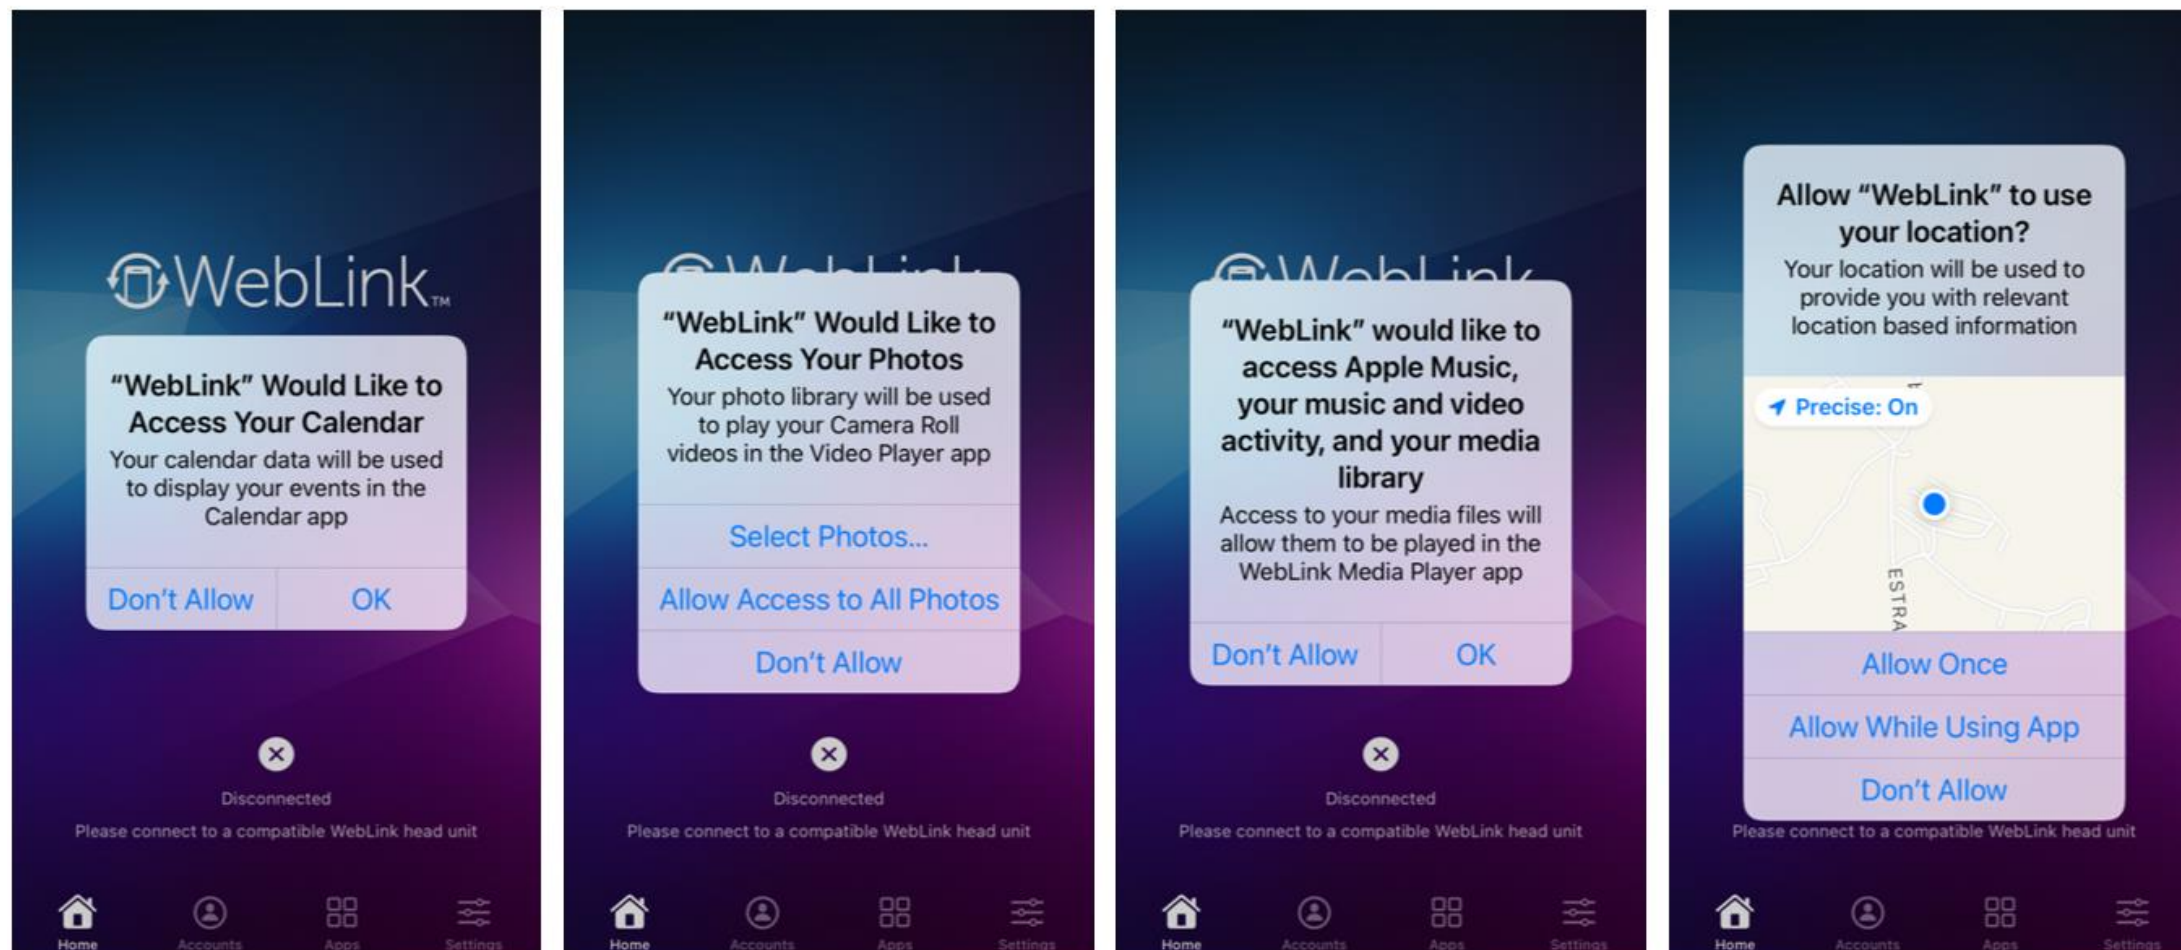 WebLink™
“WebLink” Would Like to
Access Your Calendar
Your calendar data will be used
to display your events in the
Calendar app
Don’t Allow
OK
Disconnected
Please connect to a compatible WebLink head unit
Home
Accounts
Apps
Settings
WebLink
“WebLink” Would Like to
Access Your Photos
Your photo library will be used
to play your Camera Roll
videos in the Video Player app
Select Photos...
Allow Access to All Photos
Don’t Allow
Disconnected
Please connect to a compatible WebLink head unit
Home
Accounts
Apps
Settings
WebLink
“WebLink” would like to
access Apple Music,
your music and video
activity, and your media
library
Access to your media files will
allow them to be played in the
WebLink Media Player app
Don’t Allow
OK
Disconnected
Please connect to a compatible WebLink head unit
Home
Accounts
Apps
Settings
Allow “WebLink” to use
your location?
Your location will be used to
provide you with relevant
location based information
Precise: On
ESTRA
Allow Once
Allow While Using App
Don’t Allow
Please connect to a compatible WebLink head unit
Home
Accounts
Apps
Settings